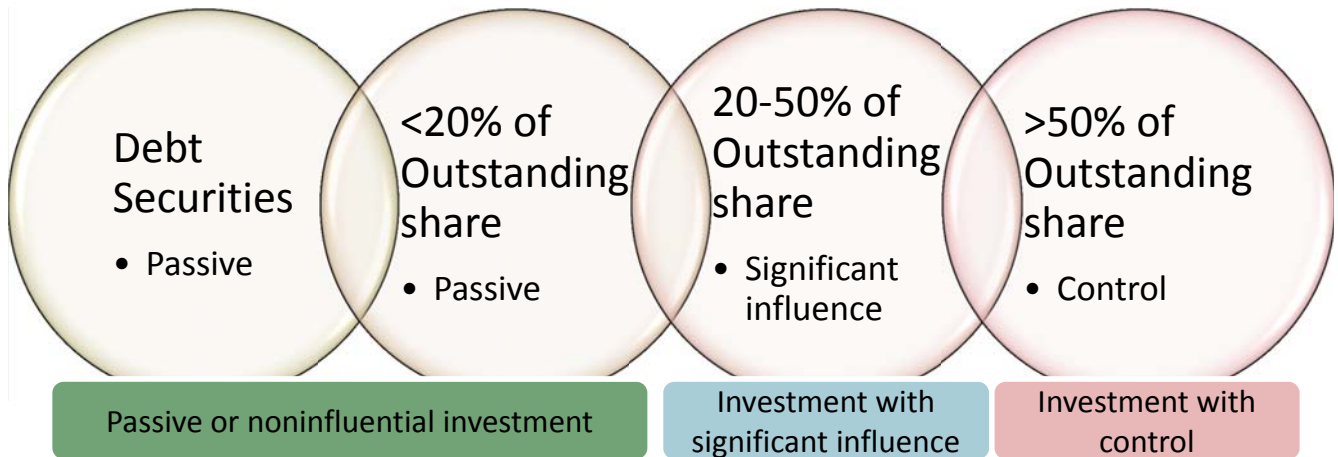 Debt
Securities
• Passive
<20% of
Outstanding
share
• Passive
20-50% of
Outstanding
share
• Significant
influence
>50% of
Outstanding
share
• Control
Passive or noninfluential investment
Investment with
significant influence
Investment with
control